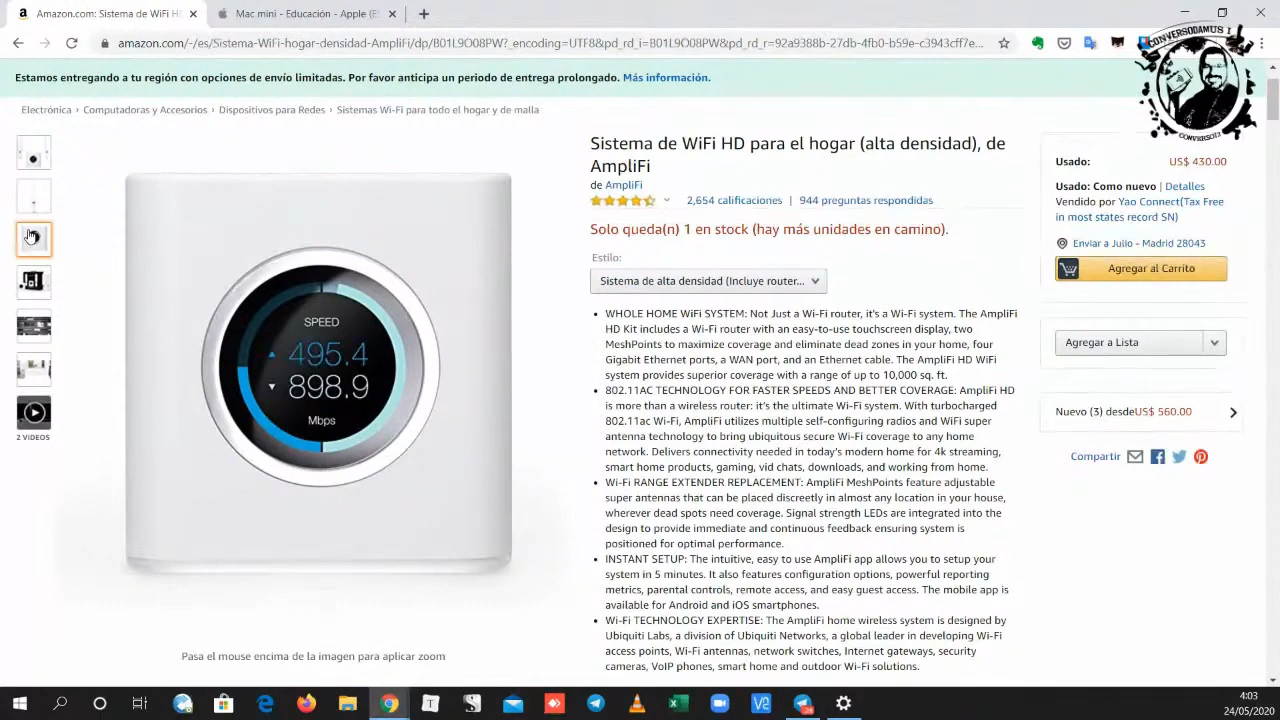 Amazon.com: Sistema de WiFi HD
Mac mini - Educación - Apple (ES
amazon.com/-/es/Sistema-WiFi-hogar-densidad-AmpliFi/dp/B01L9O08PW
Estamos entregando a tu región con opciones de envío limitadas. Por favor anticipa un periodo de entrega prolongado. Más información.
Electrónica › Computadoras y Accesorios › Dispositivos para Redes › Sistemas Wi-Fi para todo el hogar y de malla
CONVERSODAMUS I
CONVERSO72
2 VIDEOS
SPEED
495.4
898.9
Mbps
Pasa el mouse encima de la imagen para aplicar zoom
Sistema de WiFi HD para el hogar (alta densidad), de
AmpliFi
de AmpliFi
2,654 calificaciones | 944 preguntas respondidas
Solo queda(n) 1 en stock (hay más unidades en camino).
Estilo:
Sistema de alta densidad (Incluye router...
WHOLE HOME WiFi SYSTEM: Not Just a Wi-Fi router, it's a Wi-Fi system. The AmpliFi
HD Kit includes a Wi-Fi router with an easy-to-use touchscreen display, two
MeshPoints to maximize coverage and eliminate dead zones in your home, four
Gigabit Ethernet ports, a WAN port, and an Ethernet cable. The AmpliFi HD WiFi
system provides superior coverage with a range of up to 10,000 sq. ft.
802.11AC TECHNOLOGY FOR FASTER SPEEDS AND BETTER COVERAGE: AmpliFi HD
is more than a wireless router: it's the ultimate Wi-Fi system. With turbocharged
802.11ac Wi-Fi, AmpliFi utilizes multiple self-configuring radios and WiFi super
antenna technology to bring ubiquitous secure Wi-Fi coverage to any home
network. Delivers connectivity needed in today's modern home for 4k streaming,
smart home products, gaming, vid chats, downloads, and working from home.
Wi-Fi RANGE EXTENDER REPLACEMENT: AmpliFi MeshPoints feature adjustable
super antennas that can be placed discreetly in almost any location in your house,
wherever dead spots need coverage. Signal strength LEDs are integrated into the
design to provide immediate and continuous feedback ensuring system is
positioned for optimal performance.
INSTANT SETUP: The intuitive, easy to use AmpliFi app allows you to setup your
system in 5 minutes. It also features configuration options, powerful reporting
metrics, parental controls, remote access, and easy guest access. The mobile app is
available for Android and iOS smartphones.
Wi-Fi TECHNOLOGY EXPERTISE: The AmpliFi home wireless system is designed by
Ubiquiti Labs, a division of Ubiquiti Networks, a global leader in developing Wi-Fi
access points, Wi-Fi antennas, network switches, Internet gateways, security
cameras, VoIP phones, smart home and outdoor Wi-Fi solutions.
Usado: US$ 430.00
Usado: Como nuevo | Detalles
Vendido por Yao Connect(Tax Free
in most states record SN)
Enviar a Julio - Madrid 28043
Agregar al Carrito
Agregar a Lista
Nuevo (3) desdeUS$ 560.00
Compartir
4:03
24/05/2020